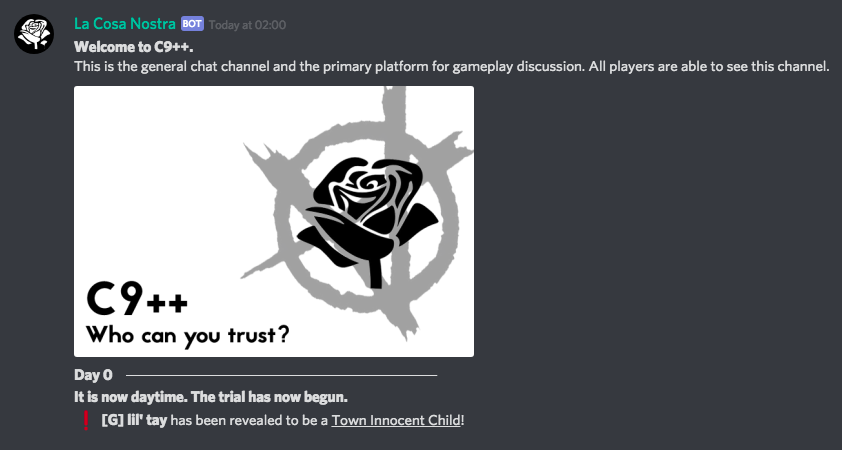 La Cosa Nostra BOT Today at 02:00
Welcome to C9++.
This is the general chat channel and the primary platform for gameplay discussion. All players are able to see this channel.
C9++
Who can you trust?
Day 0
It is now daytime. The trial has now begun.
❗ [G] lil' tay has been revealed to be a Town Innocent Child!